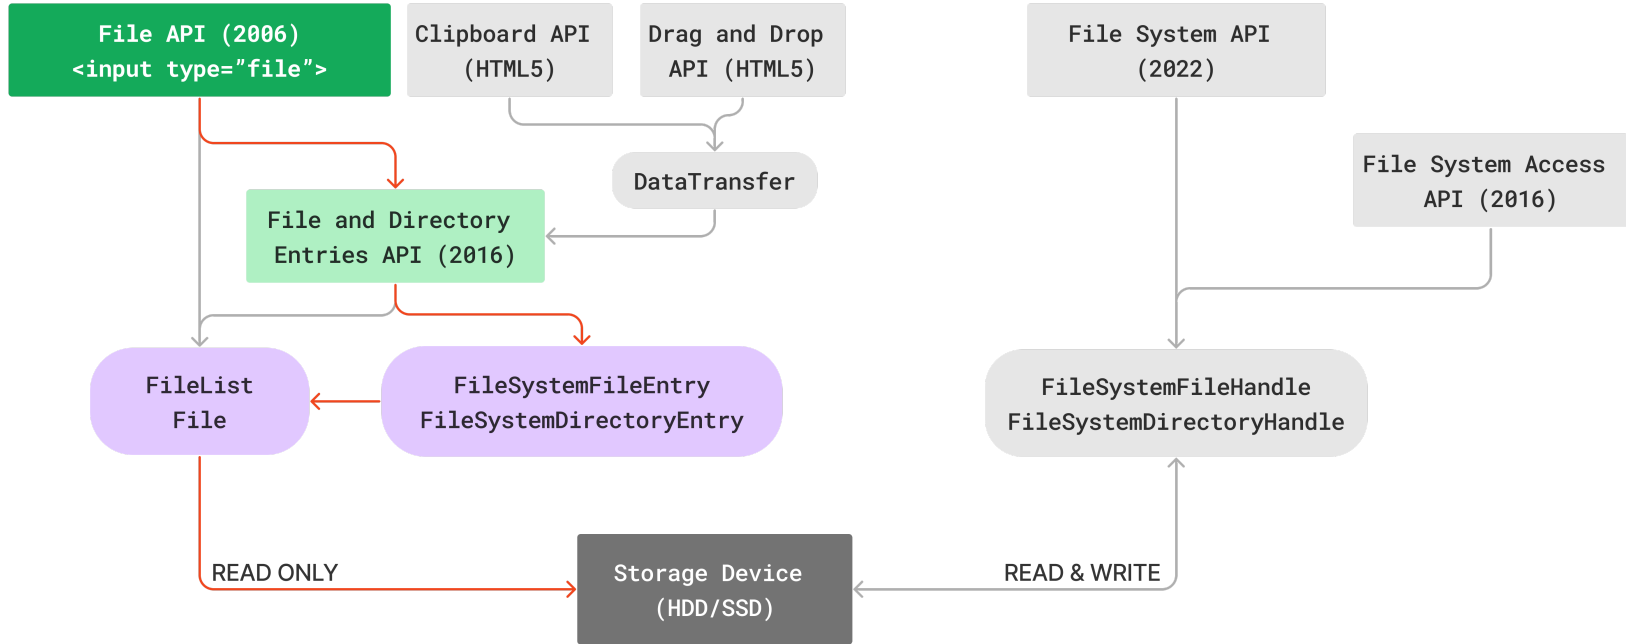 File API (2006)
<input type=”file”>
Clipboard API
(HTML5)
Drag and Drop
API (HTML5)
File System API
(2022)
File System Access
API (2016)
DataTransfer
File and Directory
Entries API (2016)
FileList
File
FileSystemFileEntry
FileSystemDirectoryEntry
FileSystemFileHandle
FileSystemDirectoryHandle
READ ONLY
Storage Device
(HDD/SSD)
READ & WRITE